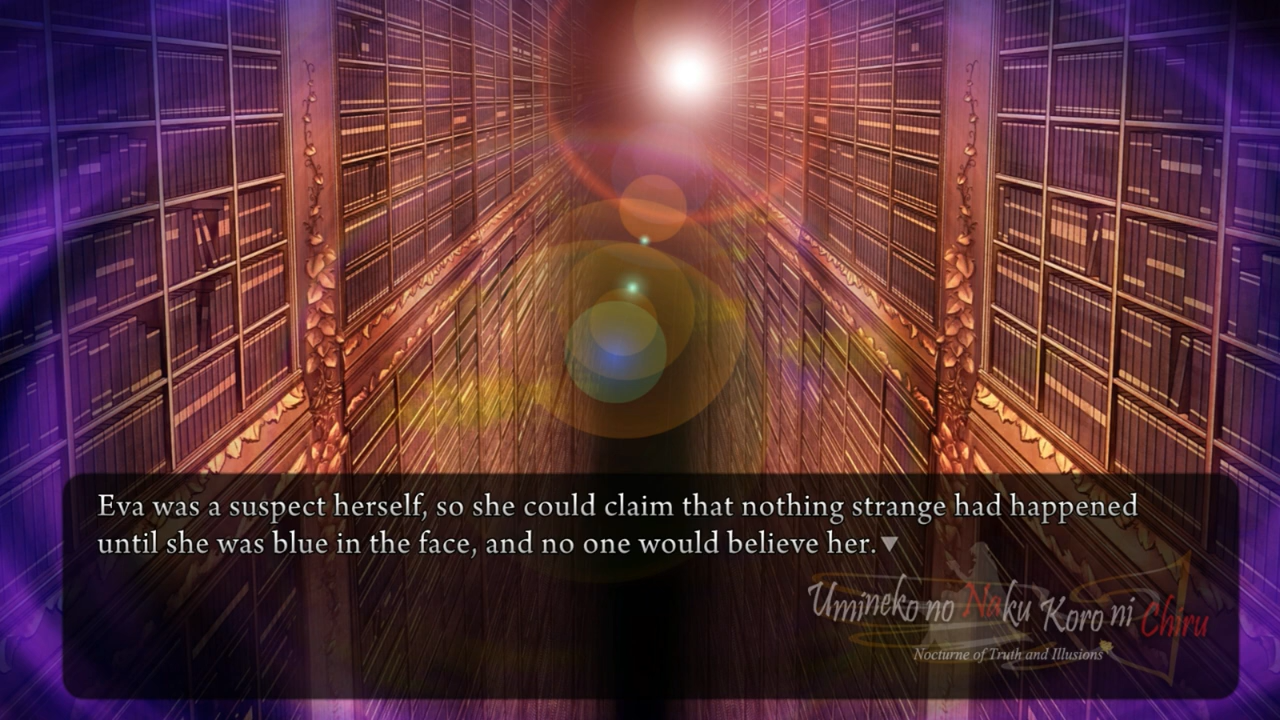 Eva was a suspect herself, so she could claim that nothing strange had happened
until she was blue in the face, and no one would believe her.
Umineko no Naku Koro ni Chiru
Nocturne of Truth and Illusions